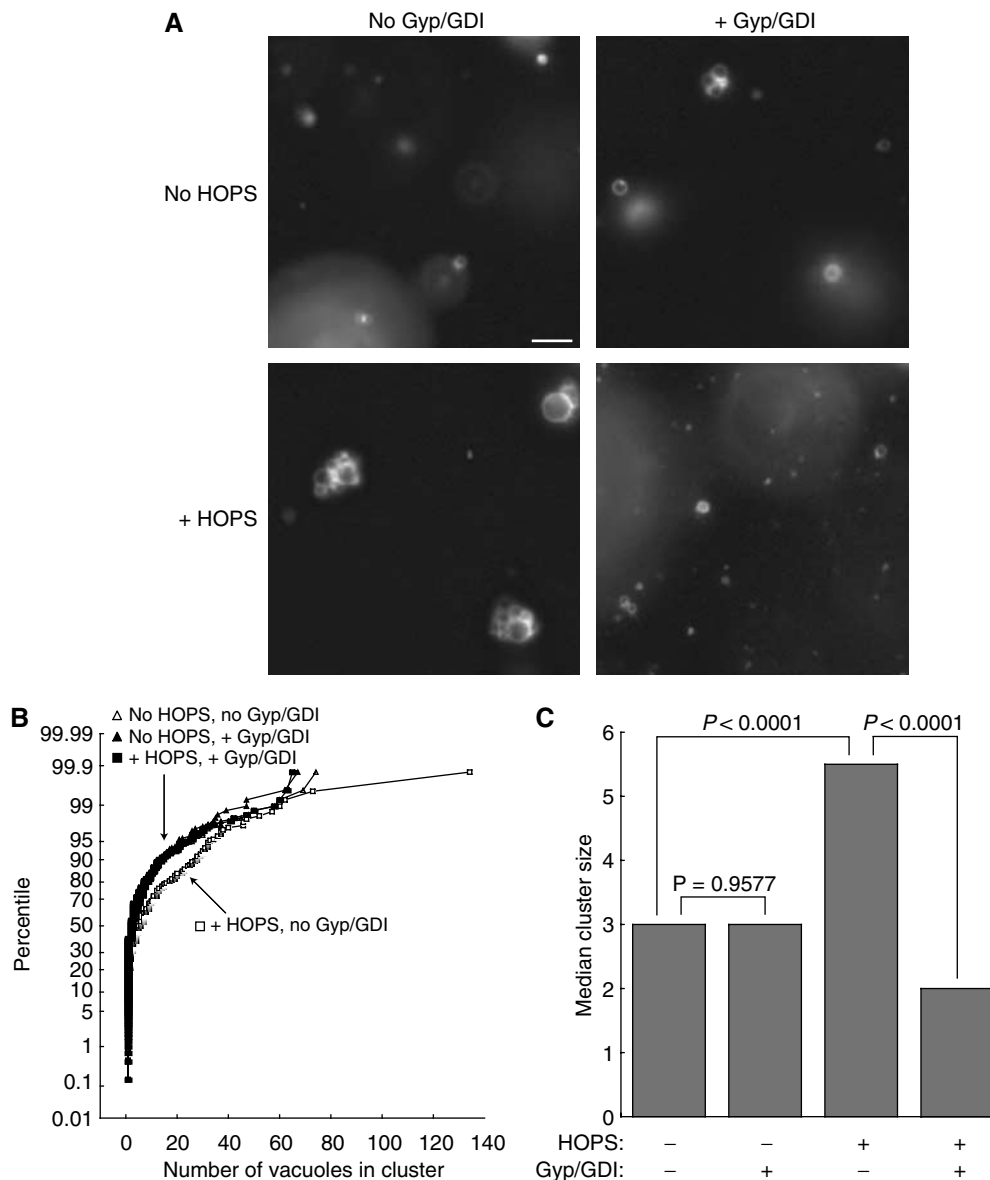 A
No Gyp/GDI
+ Gyp/GDI
No HOPS
+ HOPS
B
△ No HOPS, no Gyp/GDI
▲ No HOPS, + Gyp/GDI
■ + HOPS, + Gyp/GDI
99.99
99.9
99
95
90
80
70
50
30
20
10
5
1
0.1
0.01
Percentile
□ + HOPS, no Gyp/GDI
0 20 40 60 80 100 120 140
Number of vacuoles in cluster
C
P < 0.0001
P < 0.0001
P = 0.9577
6
5
4
3
2
1
0
Median cluster size
HOPS: – – + +
Gyp/GDI: – + – +